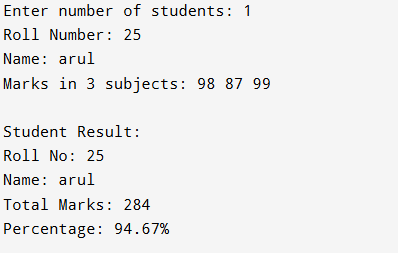 Enter number of students: 1
Roll Number: 25
Name: arul
Marks in 3 subjects: 98 87 99

Student Result:
Roll No: 25
Name: arul
Total Marks: 284
Percentage: 94.67%